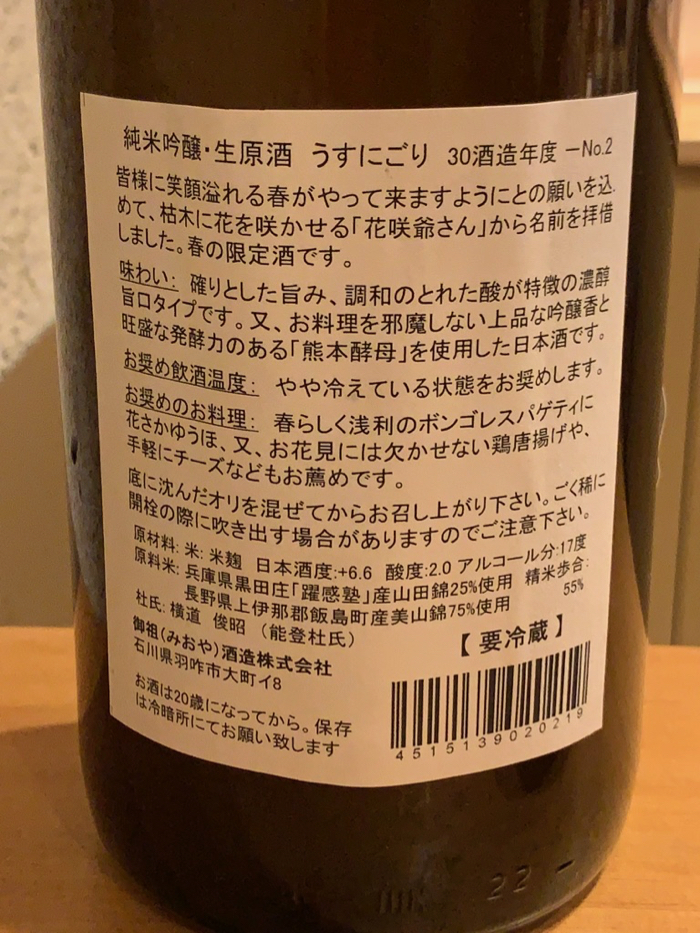 純米吟醸・生原酒 うすにごり 30酒造年度 ーNo.2
皆様に笑顔溢れる春がやって来ますようにとの願いを込
めて、枯木に花を咲かせる「花咲爺さん」から名前を拝借
しました。春の限定酒です。
味わい: 確りとした旨み、調和のとれた酸が特徴の濃醇
旨口タイプです。又、お料理を邪魔しない上品な吟醸香と
旺盛な発酵力のある「熊本酵母」を使用した日本酒です。
お奨め飲酒温度: やや冷えている状態をお奨めします。
お奨めのお料理: 春らしく浅利のボンゴレスパゲティに
花さかゆうほ、又、お花見には欠かせない鶏唐揚げや、
手軽にチーズなどもお薦めです。
底に沈んだオリを混ぜてからお召し上がり下さい。ごく稀に
開栓の際に吹き出す場合がありますのでご注意下さい。
原材料: 米: 米麹 日本酒度:+6.6 酸度:2.0 アルコール分:17度
原料米: 兵庫県黒田庄「躍感塾」産山田錦25%使用 精米歩合:
長野県上伊那郡飯島町産美山錦75%使用 55%
杜氏: 横道 俊昭 (能登杜氏)
御祖(みおや)酒造株式会社
石川県羽咋市大町イ8
【要冷蔵】
お酒は20歳になってから。保存
は冷暗所にてお願い致します
4515139020219
22 −